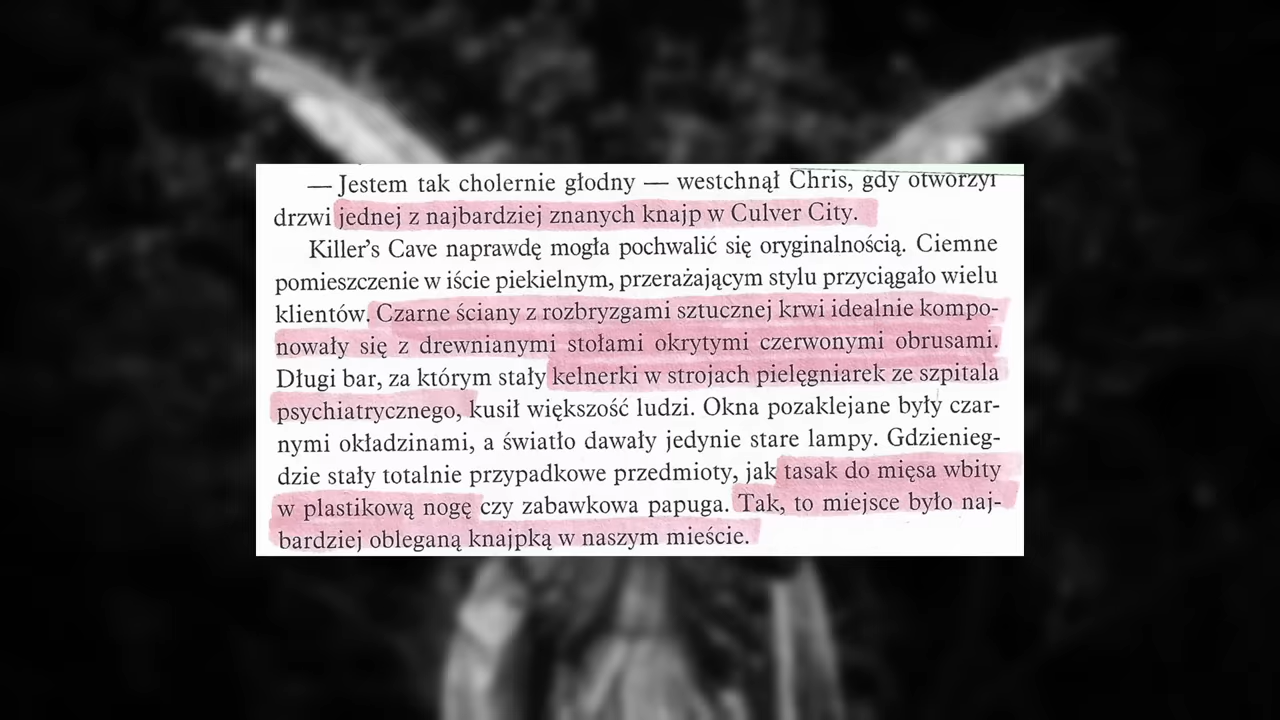 — Jestem tak cholernie głodny — westchnął Chris, gdy otworzył
drzwi jednej z najbardziej znanych knajp w Culver City.
Killer’s Cave naprawdę mogła pochwalić się oryginalnością. Ciemne
pomieszczenie w iście piekielnym, przerażającym stylu przyciągało wielu
klientów. Czarne ściany z rozbryzgami sztucznej krwi idealnie kompo-
nowały się z drewnianymi stołami okrytymi czerwonymi obrusami.
Długi bar, za którym stały kelnerki w strojach pielęgniarek ze szpitala
psychiatrycznego, kusił większość ludzi. Okna pozaklejane były czar-
nymi okładzinami, a światło dawały jedynie stare lampy. Gdzienieg-
dzie stały totalnie przypadkowe przedmioty, jak tasak do mięsa wbity
w plastikową nogę czy zabawkowa papuga. Tak, to miejsce było naj-
bardziej obleganą knajpką w naszym mieście.